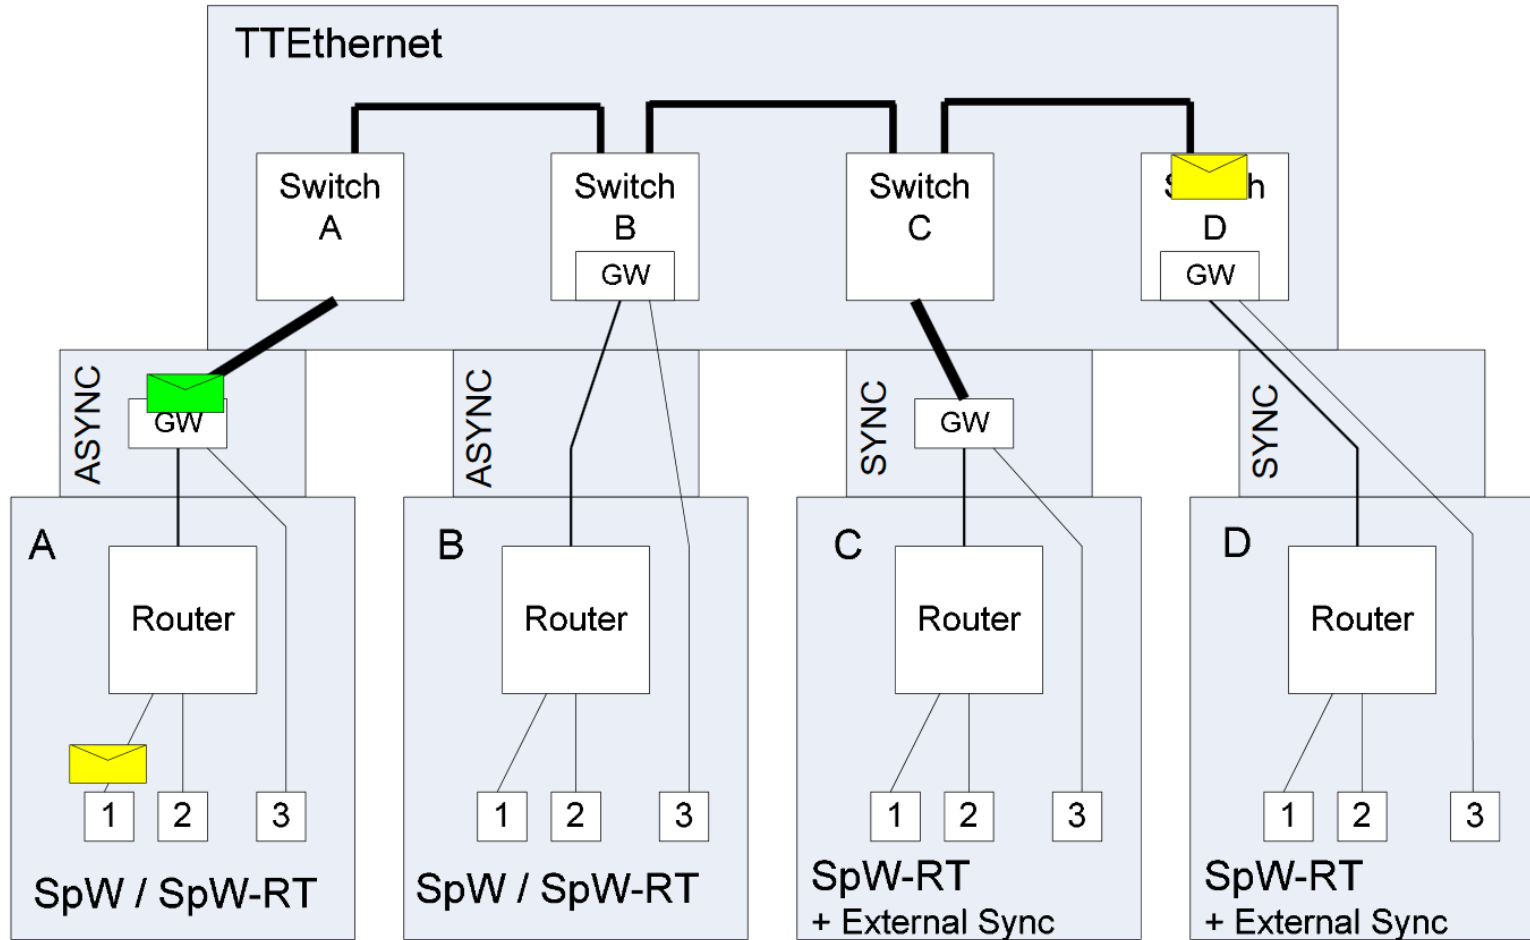 TTEthernet
Switch
A
Switch
B
GW
Switch
C
D
GW
ASYNC
GW
ASYNC
SYNC
GW
SYNC
A
Router
1
2
3
SpW / SpW-RT
B
Router
1
2
3
SpW / SpW-RT
C
Router
1
2
3
SpW-RT
+ External Sync
D
Router
1
2
3
SpW-RT
+ External Sync